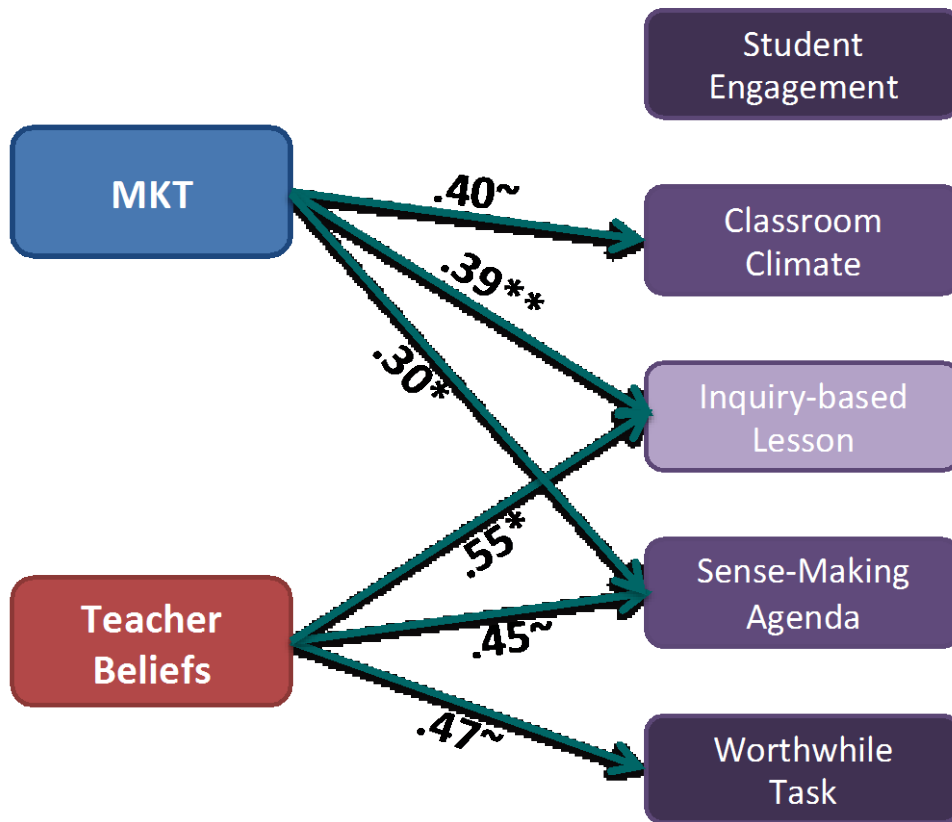 Student
Engagement
MKT
.40~
Classroom
Climate
.39**
.30*
Inquiry-based
Lesson
.55*
Sense-Making
Agenda
Teacher
Beliefs
.45~
.47~
Worthwhile
Task